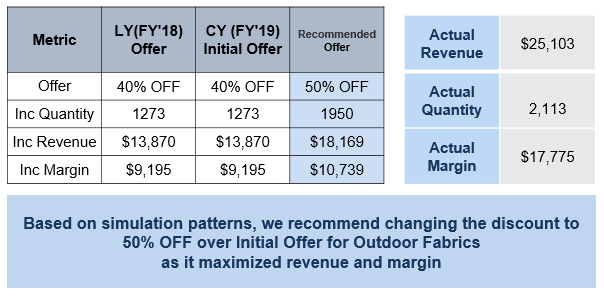 Metric LY(FY'18) Offer CY (FY'19) Initial Offer Recommended Offer
Offer 40% OFF 40% OFF 50% OFF
Inc Quantity 1273 1273 1950
Inc Revenue $13,870 $13,870 $18,169
Inc Margin $9,195 $9,195 $10,739
Actual Revenue $25,103
Actual Quantity 2,113
Actual Margin $17,775
Based on simulation patterns, we recommend changing the discount to
50% OFF over Initial Offer for Outdoor Fabrics
as it maximized revenue and margin